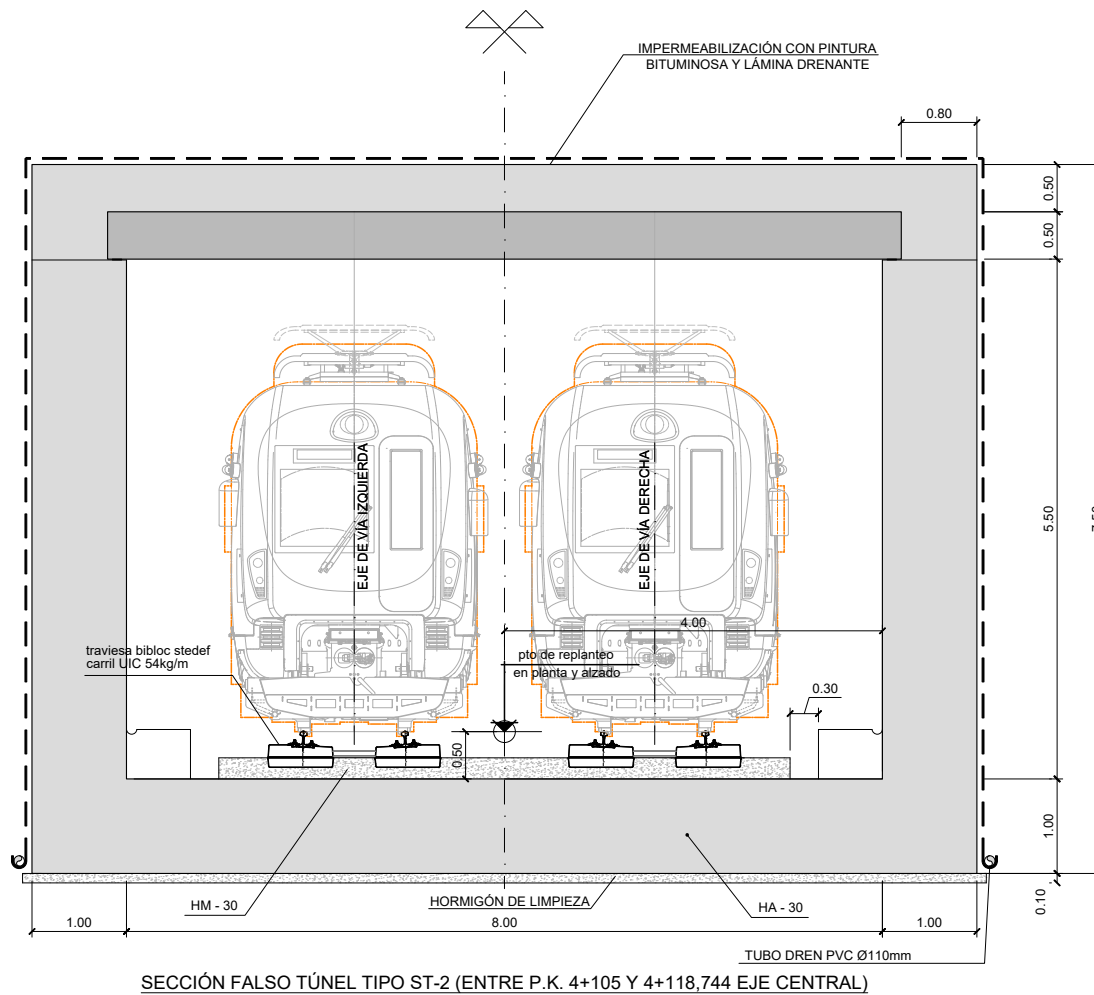 IMPERMEABILIZACIÓN CON PINTURA
BITUMINOSA Y LÁMINA DRENANTE
0.80
0.50
0.50
5.50
EJE DE VÍA IZQUIERDA
EJE DE VÍA DERECHA
4.00
traviesa bibloc stedef
carril UIC 54kg/m
pto de replanteo
en planta y alzado
0.30
0.50
1.00
0.10
HM - 30
HORMIGÓN DE LIMPIEZA
HA - 30
1.00
8.00
1.00
TUBO DREN PVC Ø110mm
SECCIÓN FALSO TÚNEL TIPO ST-2 (ENTRE P.K. 4+105 Y 4+118,744 EJE CENTRAL)